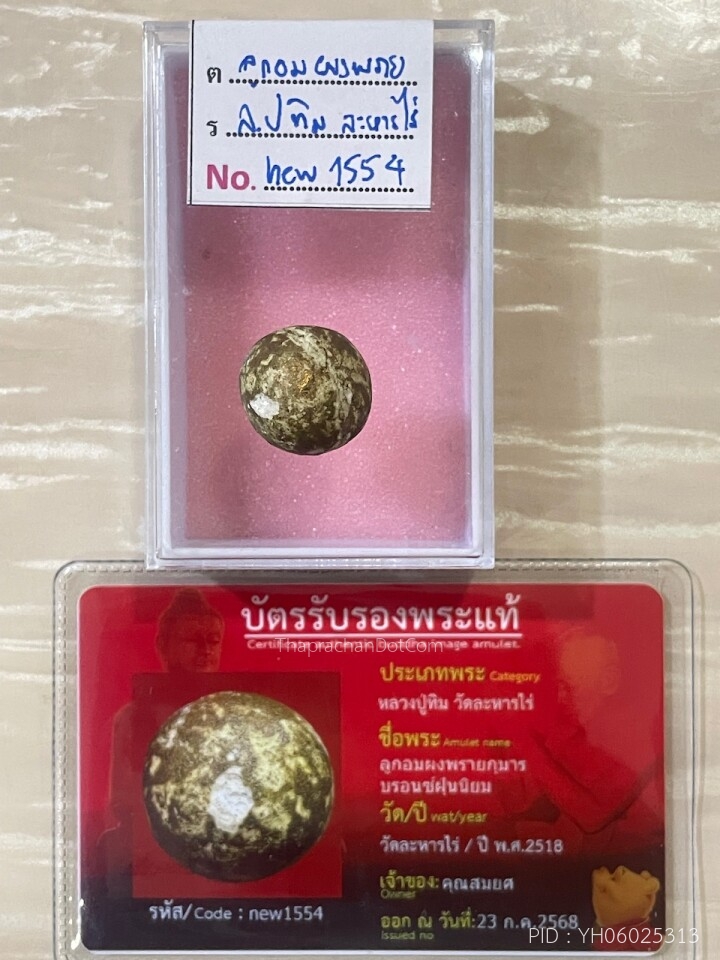 ต ลูกอม ผงพราย
ร ล.ป ทิม ละหารไร่
No. new 1554
บัตรรับรองพระแท้
Certificate authentic buddha image amulet.
ThaprachanDotCom
ประเภทพระ Category
หลวงปู่ทิม วัดละหารไร่
ชื่อพระ Amulet name
ลูกอมผงพรายกุมาร
บรอนซ์ฝุ่นนิยม
วัด/ปี wat/year
วัดละหารไร่ / ปี พ.ศ.2518
เจ้าของ: คุณสมยศ
Owner
รหัส/Code : new1554
ออก ณ วันที่:23 ก.ค.2568
Issued no
PID : YH06025313